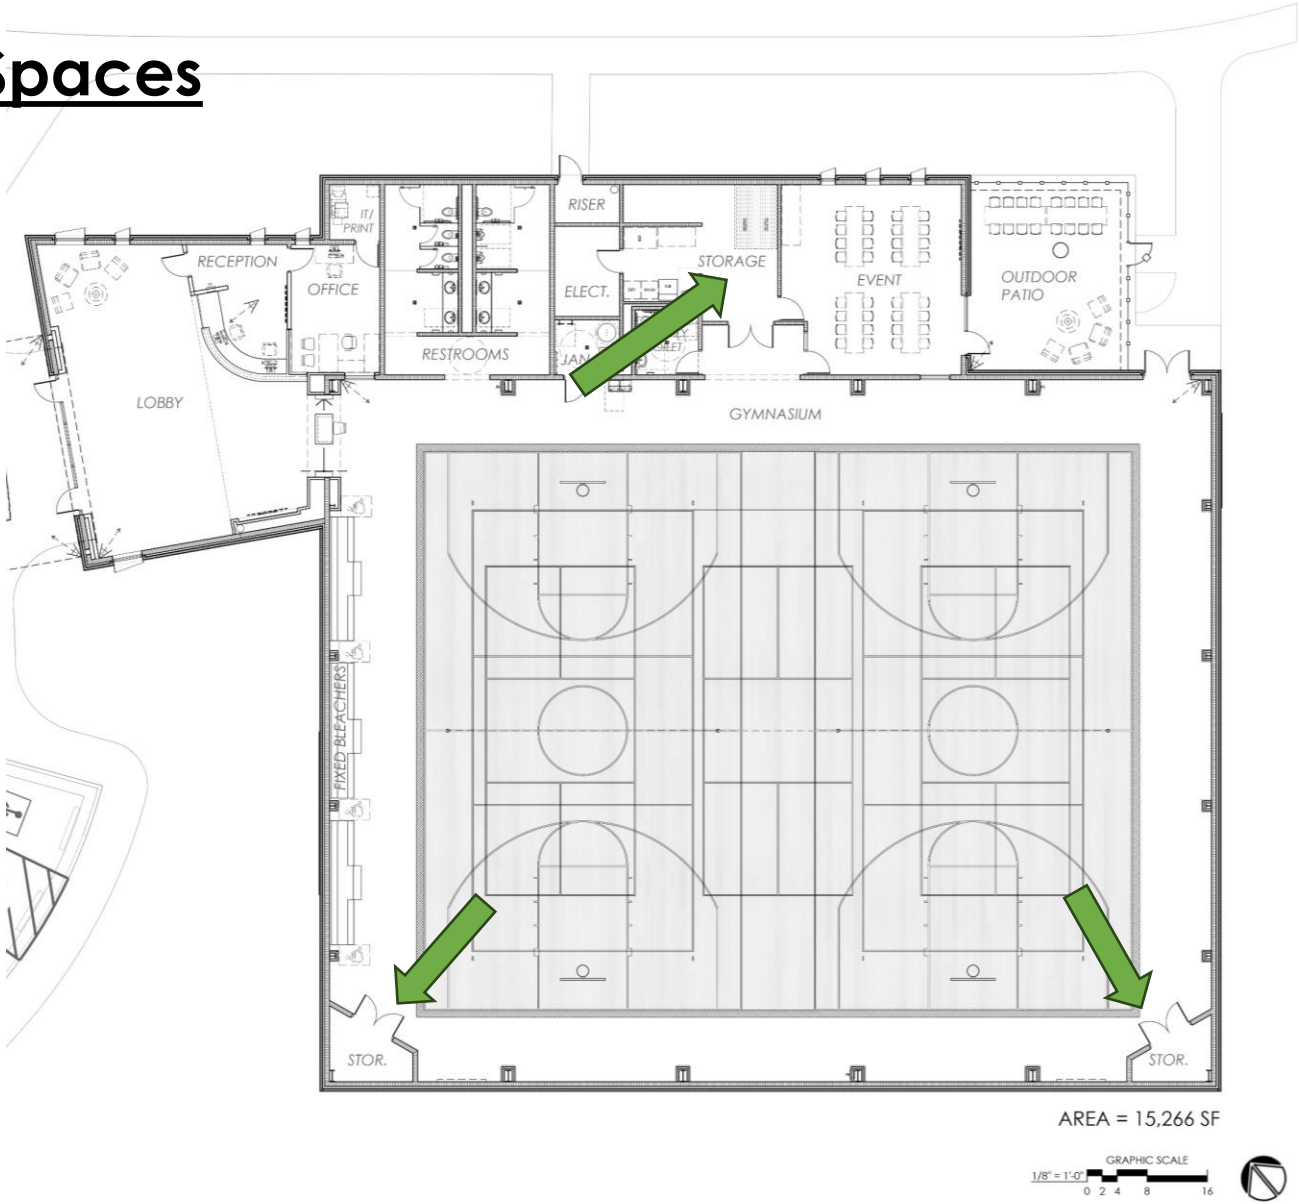 Spaces
IT/
PRINT
RISER
RECEPTION
OFFICE
ELECT.
STORAGE
EVENT
OUTDOOR
PATIO
RESTROOMS
JAN
LOBBY
GYMNASIUM
FIXED BLEACHERS
STOR.
STOR.
AREA = 15,266 SF
GRAPHIC SCALE
1/8" = 1'-0"
0 2 4 8 16